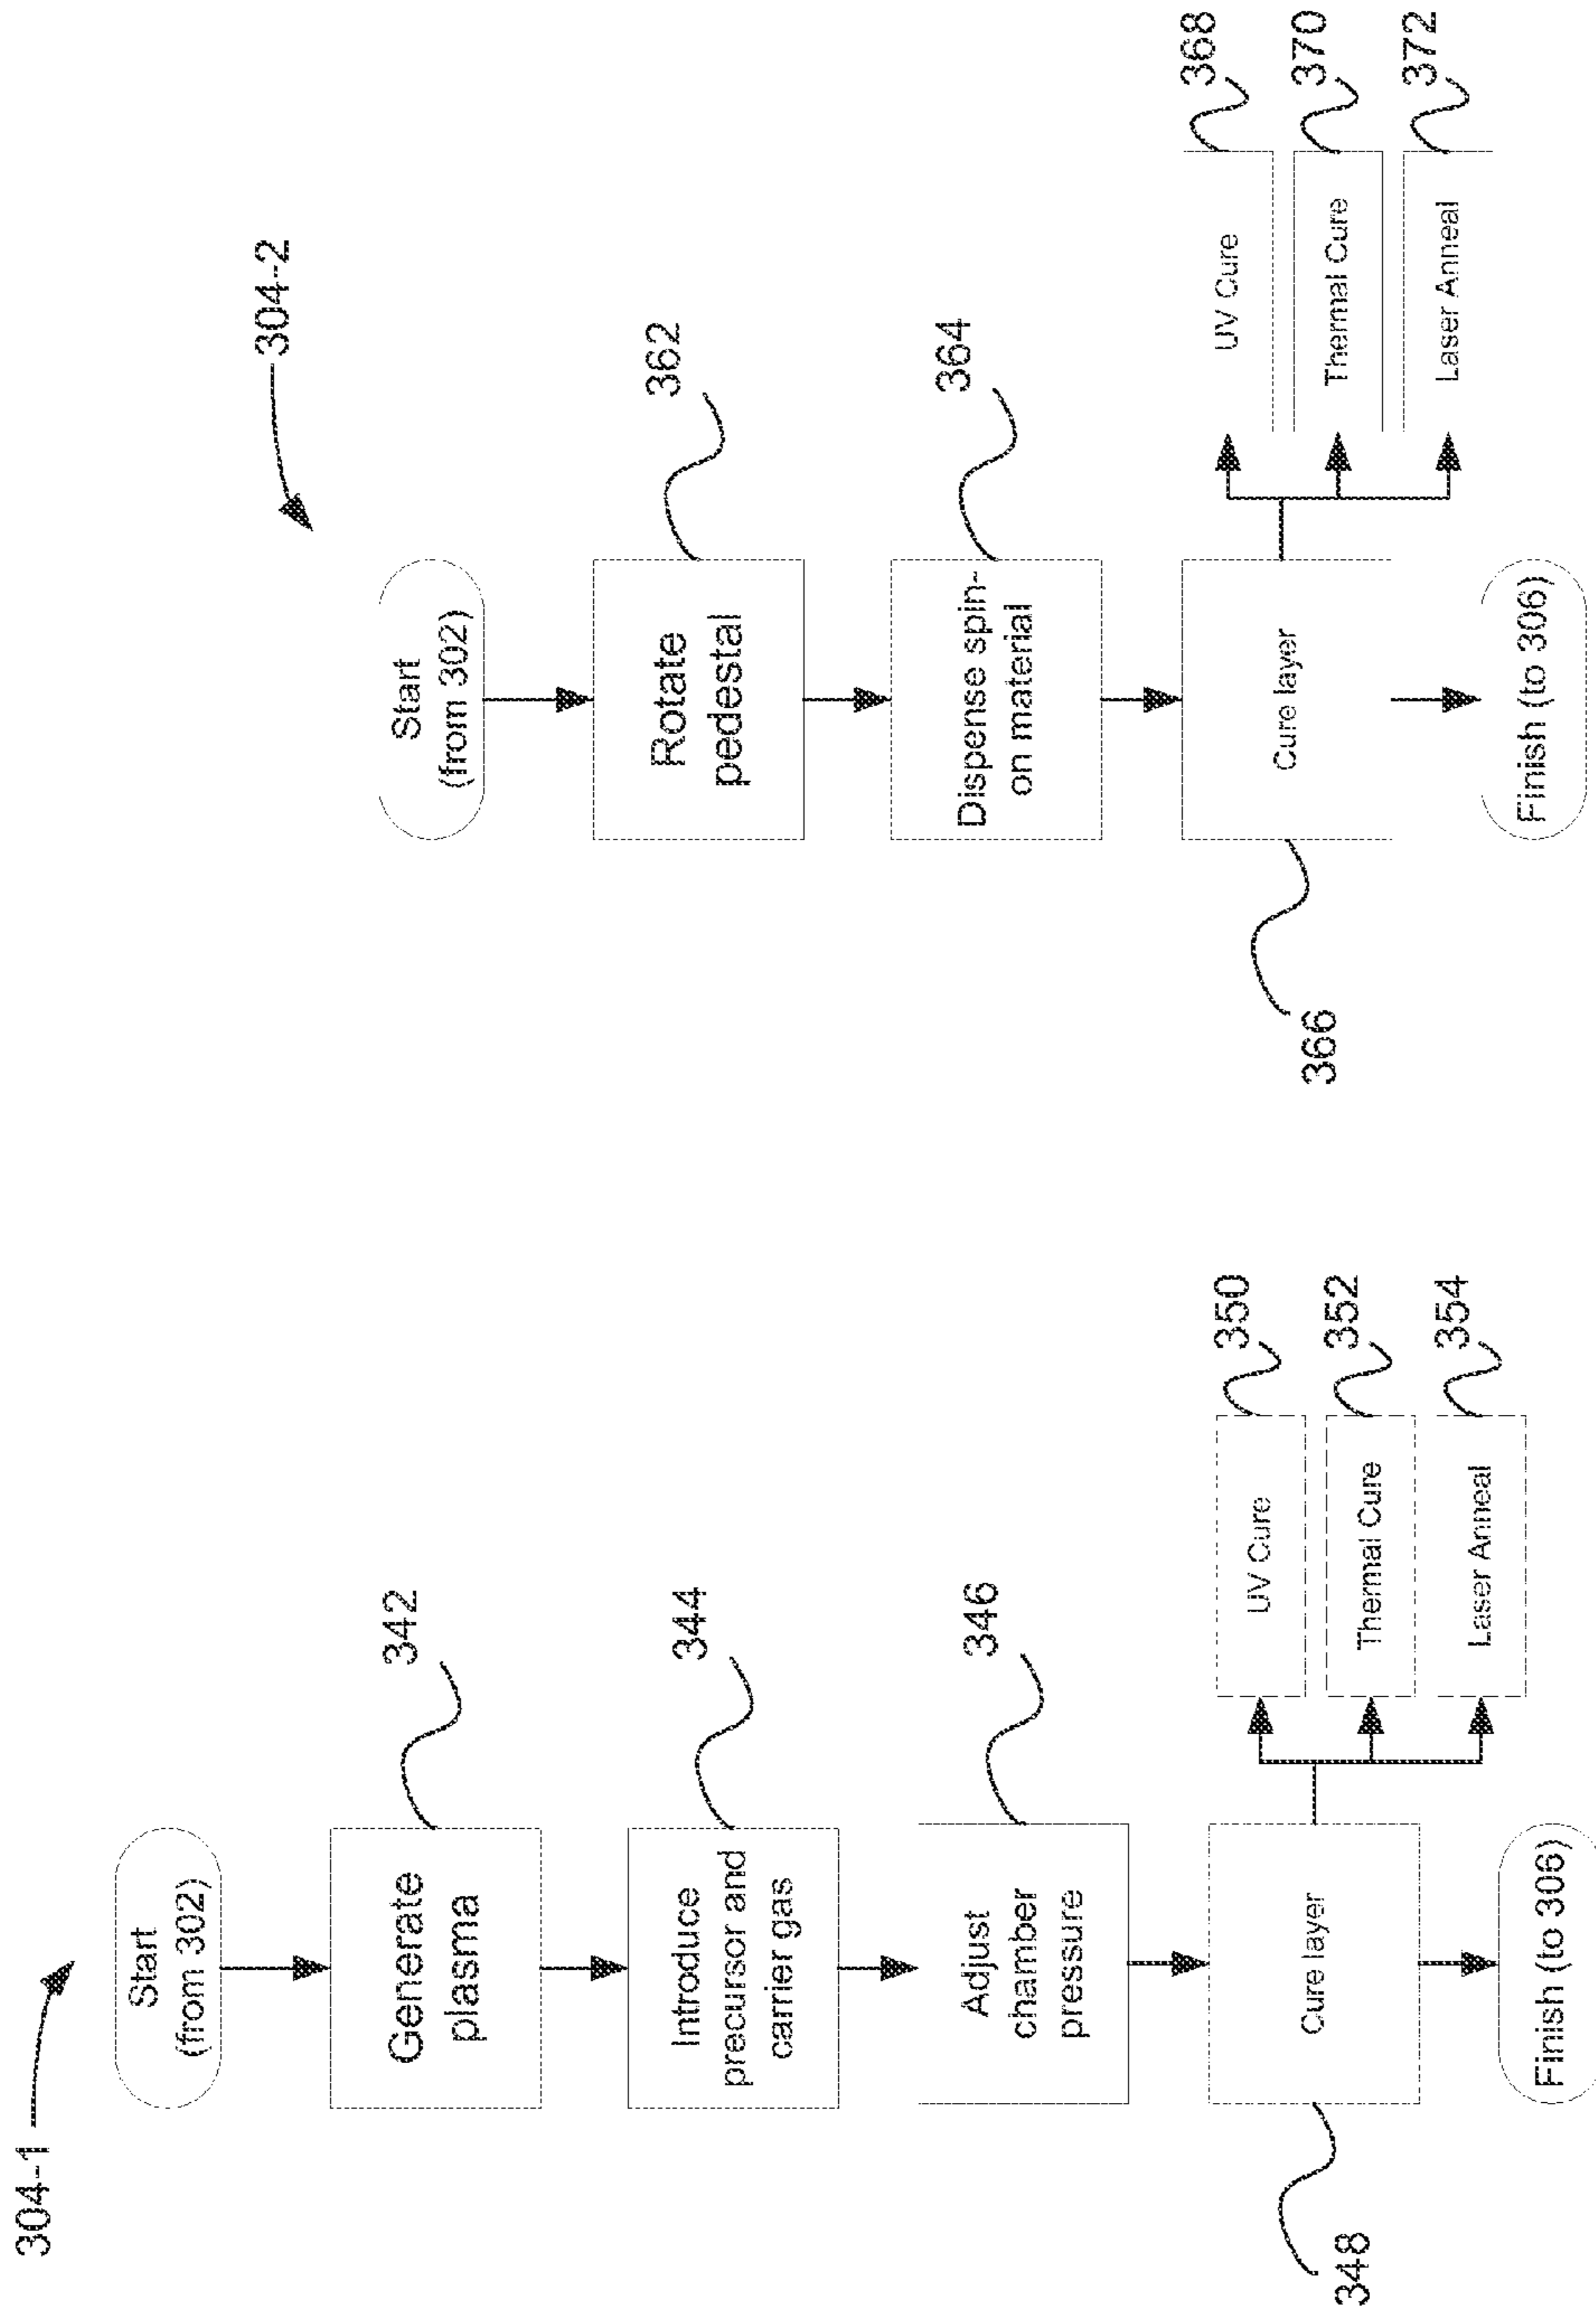 304-1
Start
(from 302)
Generate
plasma
342
Introduce
precursor and
carrier gas
344
Adjust
chamber
pressure
346
Cure layer
348
UV Cure
350
Thermal Cure
352
Laser Anneal
354
Finish (to 306)
304-2
Start
(from 302)
Rotate
pedestal
362
Dispense spin-
on material
364
Cure layer
366
UV Cure
368
Thermal Cure
370
Laser Anneal
372
Finish (to 306)